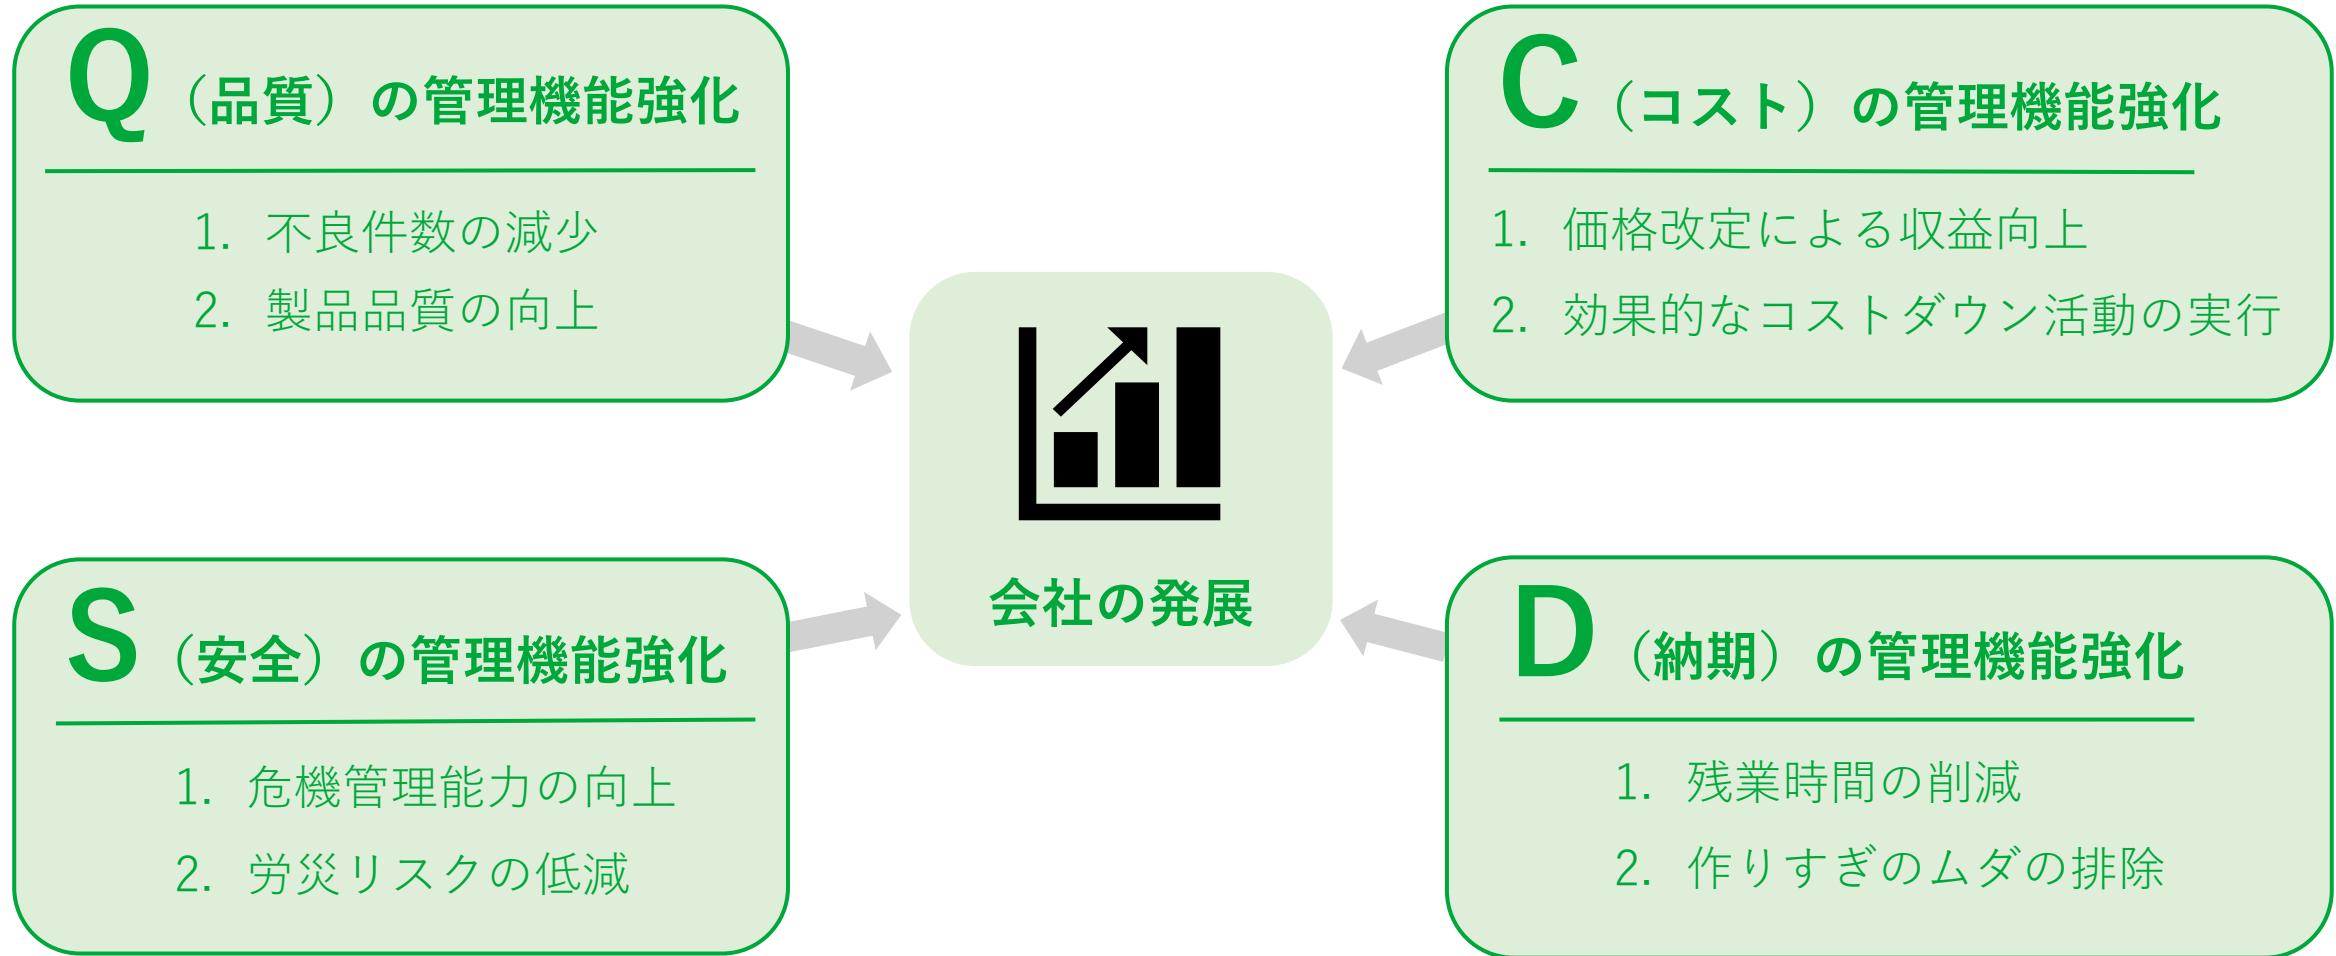 Q（品質）の管理機能強化
1. 不良件数の減少
2. 製品品質の向上
C（コスト）の管理機能強化
1. 価格改定による収益向上
2. 効果的なコストダウン活動の実行
会社の発展
S（安全）の管理機能強化
1. 危機管理能力の向上
2. 労災リスクの低減
D（納期）の管理機能強化
1. 残業時間の削減
2. 作りすぎのムダの排除